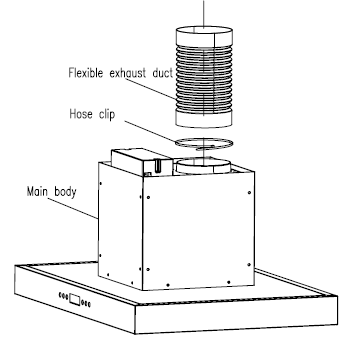 Flexible exhaust duct
Hose clip
Main body